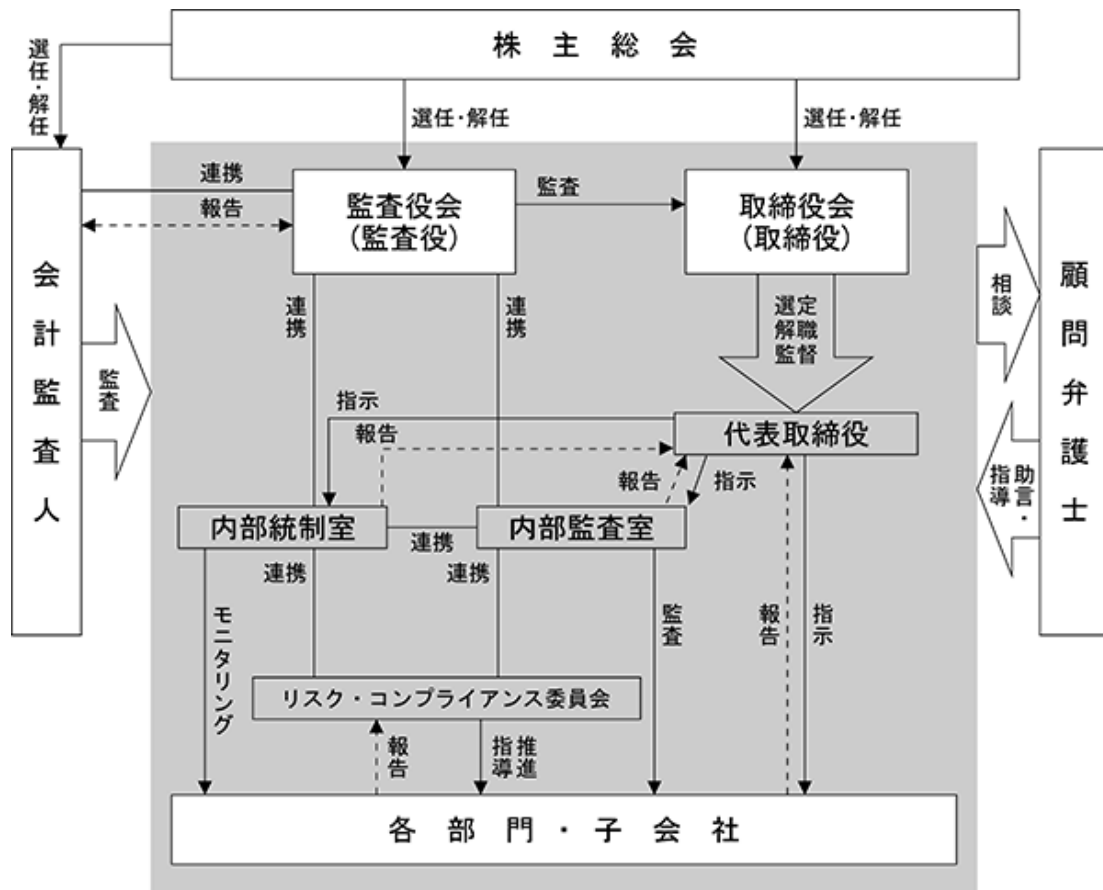 株主総会
選任・解任
選任・解任
選任・解任
連携
報告
監査役会
(監査役)
監査
取締役会
(取締役)
会計監査人
監査
連携
連携
選定
解職
監督
相談
顧問弁護士
助言・
指導
指示
報告
代表取締役
報告
指示
内部統制室
連携
内部監査室
連携
連携
モニタリング
監査
報告
指示
リスク・コンプライアンス委員会
報告
推進
指導
各部門・子会社